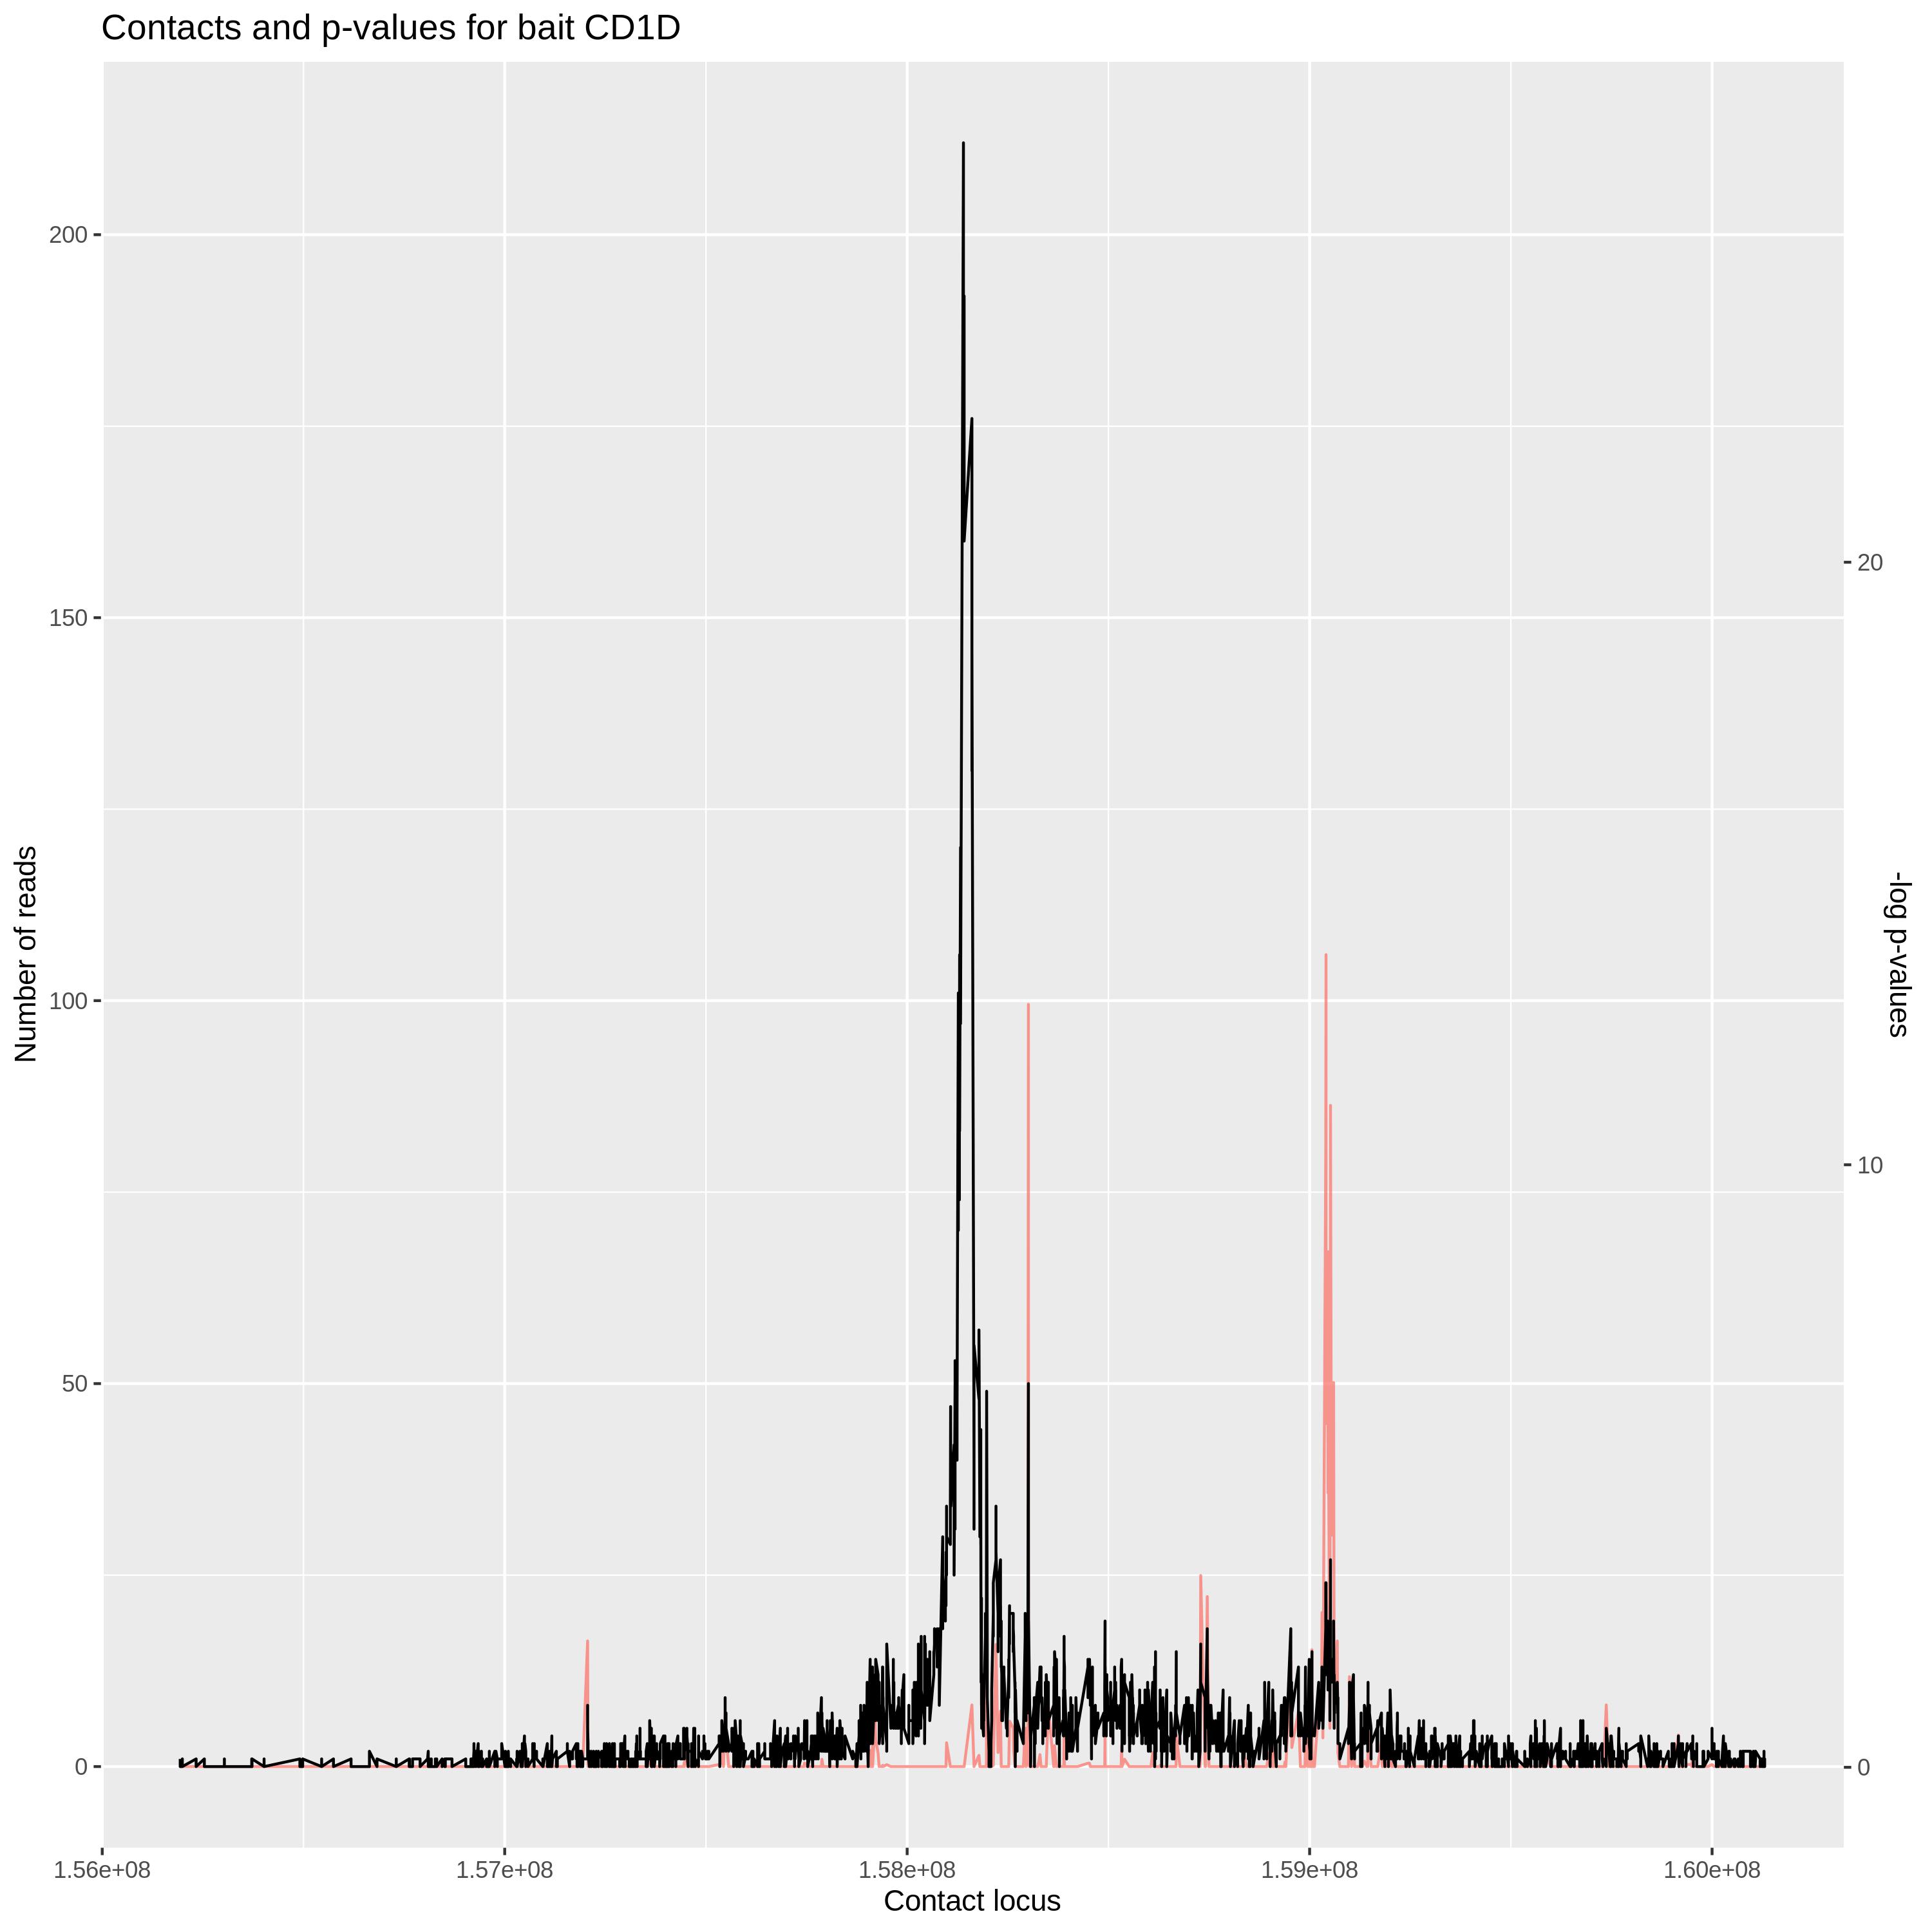 Contacts and p-values for bait CD1D
200
150
100
50
0
Number of reads
20
10
0
-log p-values
1.56e+08
1.57e+08
1.58e+08
1.59e+08
1.60e+08
Contact locus